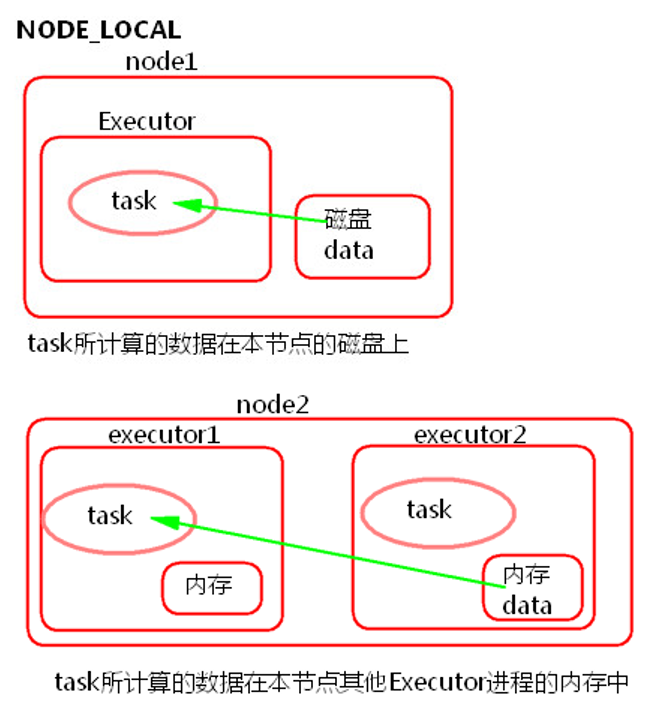 NODE_LOCAL
node1
Executor
task
磁盘
data
task所计算的数据在本节点的磁盘上
node2
executor1
executor2
task
task
内存
内存
data
task所计算的数据在本节点其他Executor进程的内存中